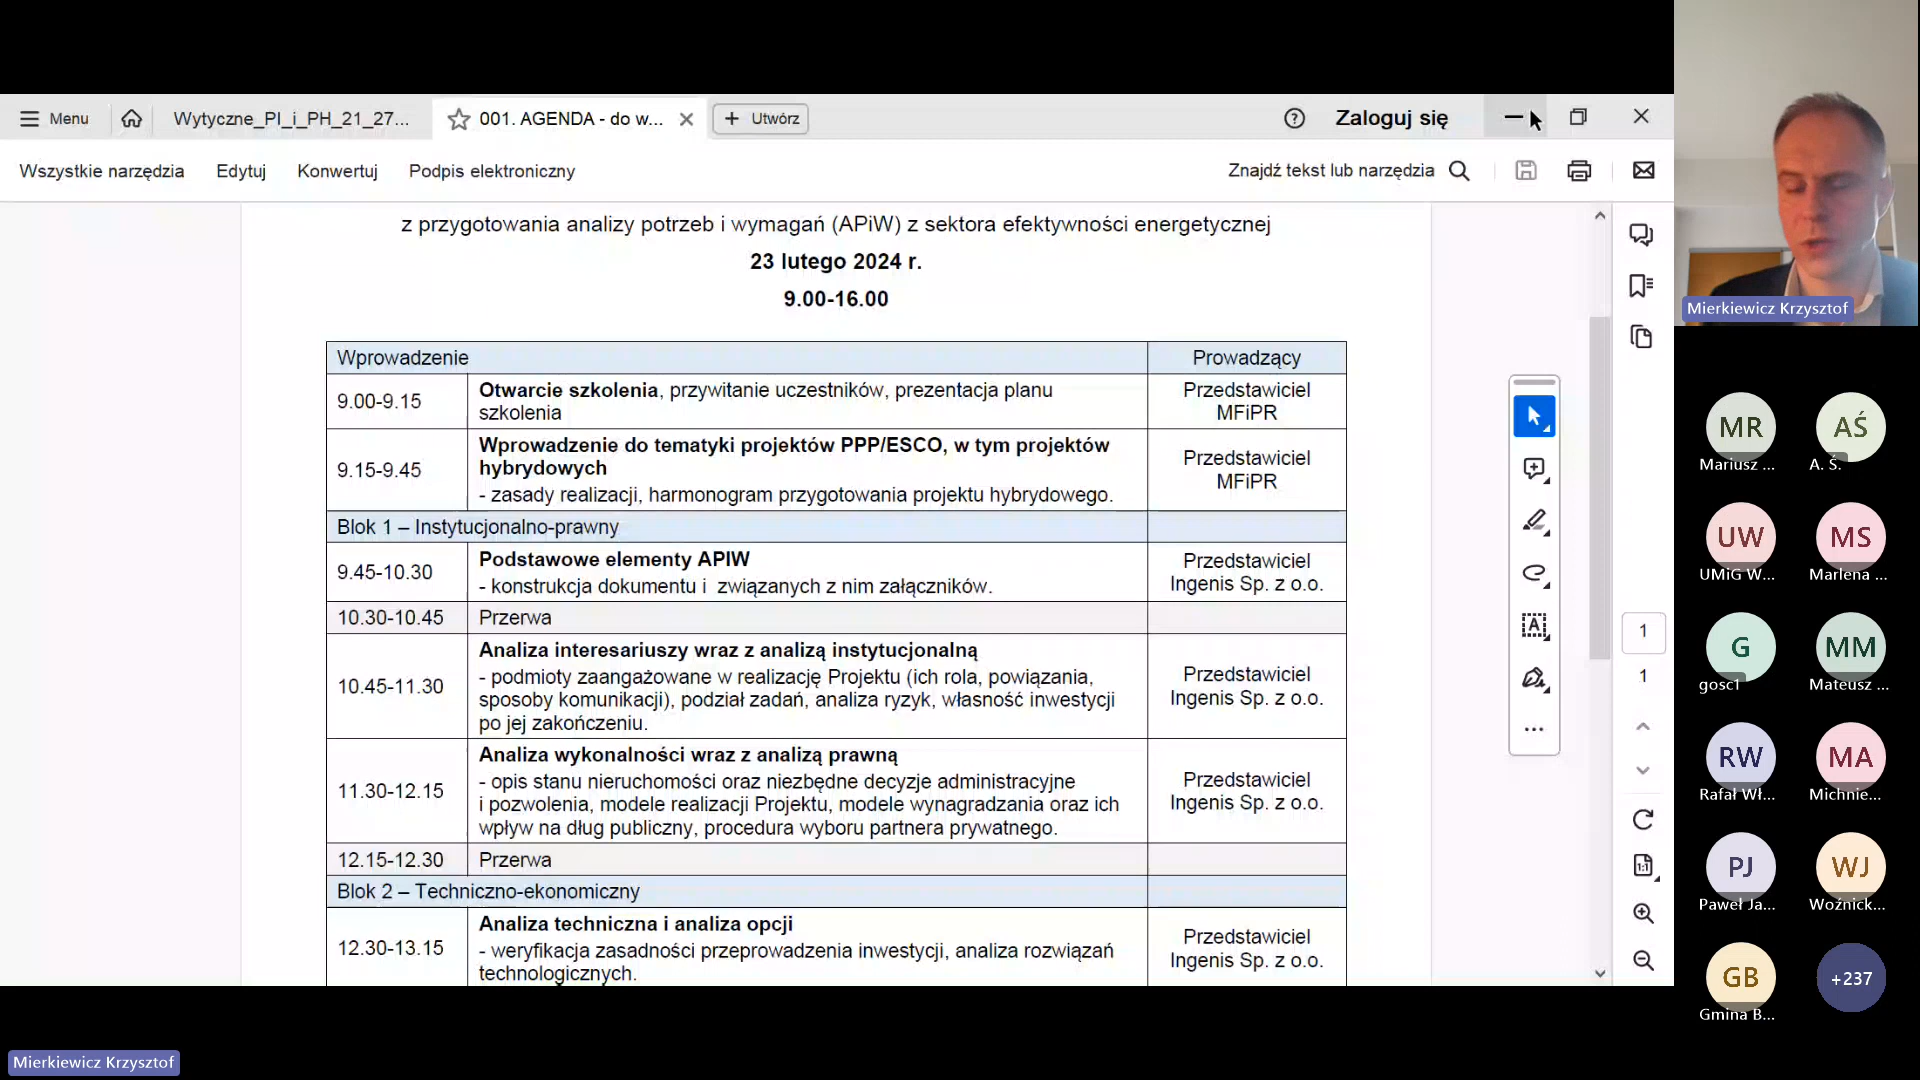 Menu
Wytyczne_PI_i_PH_21_27...
001. AGENDA - do w...
Utwórz
Zaloguj się
Wszystkie narzędzia
Edytuj
Konwertuj
Podpis elektroniczny
Znajdź tekst lub narzędzia
z przygotowania analizy potrzeb i wymagań (APiW) z sektora efektywności energetycznej
23 lutego 2024 r.
9.00-16.00
Wprowadzenie
Prowadzący
9.00-9.15
Otwarcie szkolenia, przywitanie uczestników, prezentacja planu
szkolenia
Przedstawiciel
MFiPR
9.15-9.45
Wprowadzenie do tematyki projektów PPP/ESCO, w tym projektów
hybrydowych
- zasady realizacji, harmonogram przygotowania projektu hybrydowego.
Przedstawiciel
MFiPR
Blok 1 – Instytucjonalno-prawny
9.45-10.30
Podstawowe elementy APIW
- konstrukcja dokumentu i związanych z nim załączników.
Przedstawiciel
Ingenis Sp. z o.o.
10.30-10.45
Przerwa
10.45-11.30
Analiza interesariuszy wraz z analizą instytucjonalną
- podmioty zaangażowane w realizację Projektu (ich rola, powiązania,
sposoby komunikacji), podział zadań, analiza ryzyk, własność inwestycji
po jej zakończeniu.
Przedstawiciel
Ingenis Sp. z o.o.
11.30-12.15
Analiza wykonalności wraz z analizą prawną
- opis stanu nieruchomości oraz niezbędne decyzje administracyjne
i pozwolenia, modele realizacji Projektu, modele wynagradzania oraz ich
wpływ na dług publiczny, procedura wyboru partnera prywatnego.
Przedstawiciel
Ingenis Sp. z o.o.
12.15-12.30
Przerwa
Blok 2 – Techniczno-ekonomiczny
12.30-13.15
Analiza techniczna i analiza opcji
- weryfikacja zasadności przeprowadzenia inwestycji, analiza rozwiązań
technologicznych.
Przedstawiciel
Ingenis Sp. z o.o.
1
1
Mierkiewicz Krzysztof
MR
Mariusz ...
AŚ
A. Ś.
UW
UMiG W...
MS
Marlena ...
G
gosc1
MM
Mateusz ...
RW
Rafał Wł...
MA
Michnie...
PJ
Paweł Ja...
WJ
Woźnick...
GB
Gmina B...
+237
Mierkiewicz Krzysztof